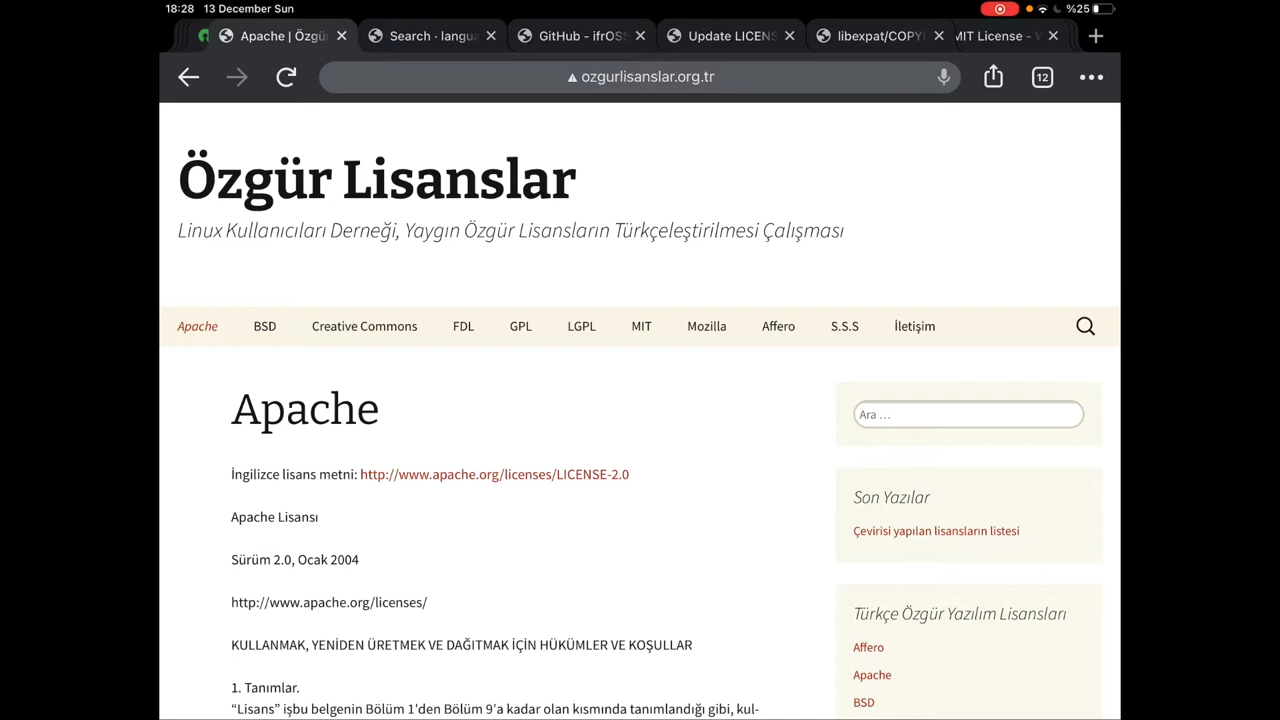 18:28 13 December Sun %25
Apache | Özgü Search · langu GitHub - ifrOSS Update LICENS libexpat/COPY MIT License - W
ozgurlisanslar.org.tr 12
Özgür Lisanslar
Linux Kullanıcıları Derneği, Yaygın Özgür Lisansların Türkçeleştirilmesi Çalışması
Apache BSD Creative Commons FDL GPL LGPL MIT Mozilla Affero S.S.S İletişim
Apache
İngilizce lisans metni: http://www.apache.org/licenses/LICENSE-2.0
Apache Lisansı
Sürüm 2.0, Ocak 2004
http://www.apache.org/licenses/
KULLANMAK, YENİDEN ÜRETMEK VE DAĞITMAK İÇİN HÜKÜMLER VE KOŞULLAR
1. Tanımlar.
“Lisans” işbu belgenin Bölüm 1′den Bölüm 9′a kadar olan kısmında tanımlandığı gibi, kul-
Ara …
Son Yazılar
Çevirisi yapılan lisansların listesi
Türkçe Özgür Yazılım Lisansları
Affero
Apache
BSD